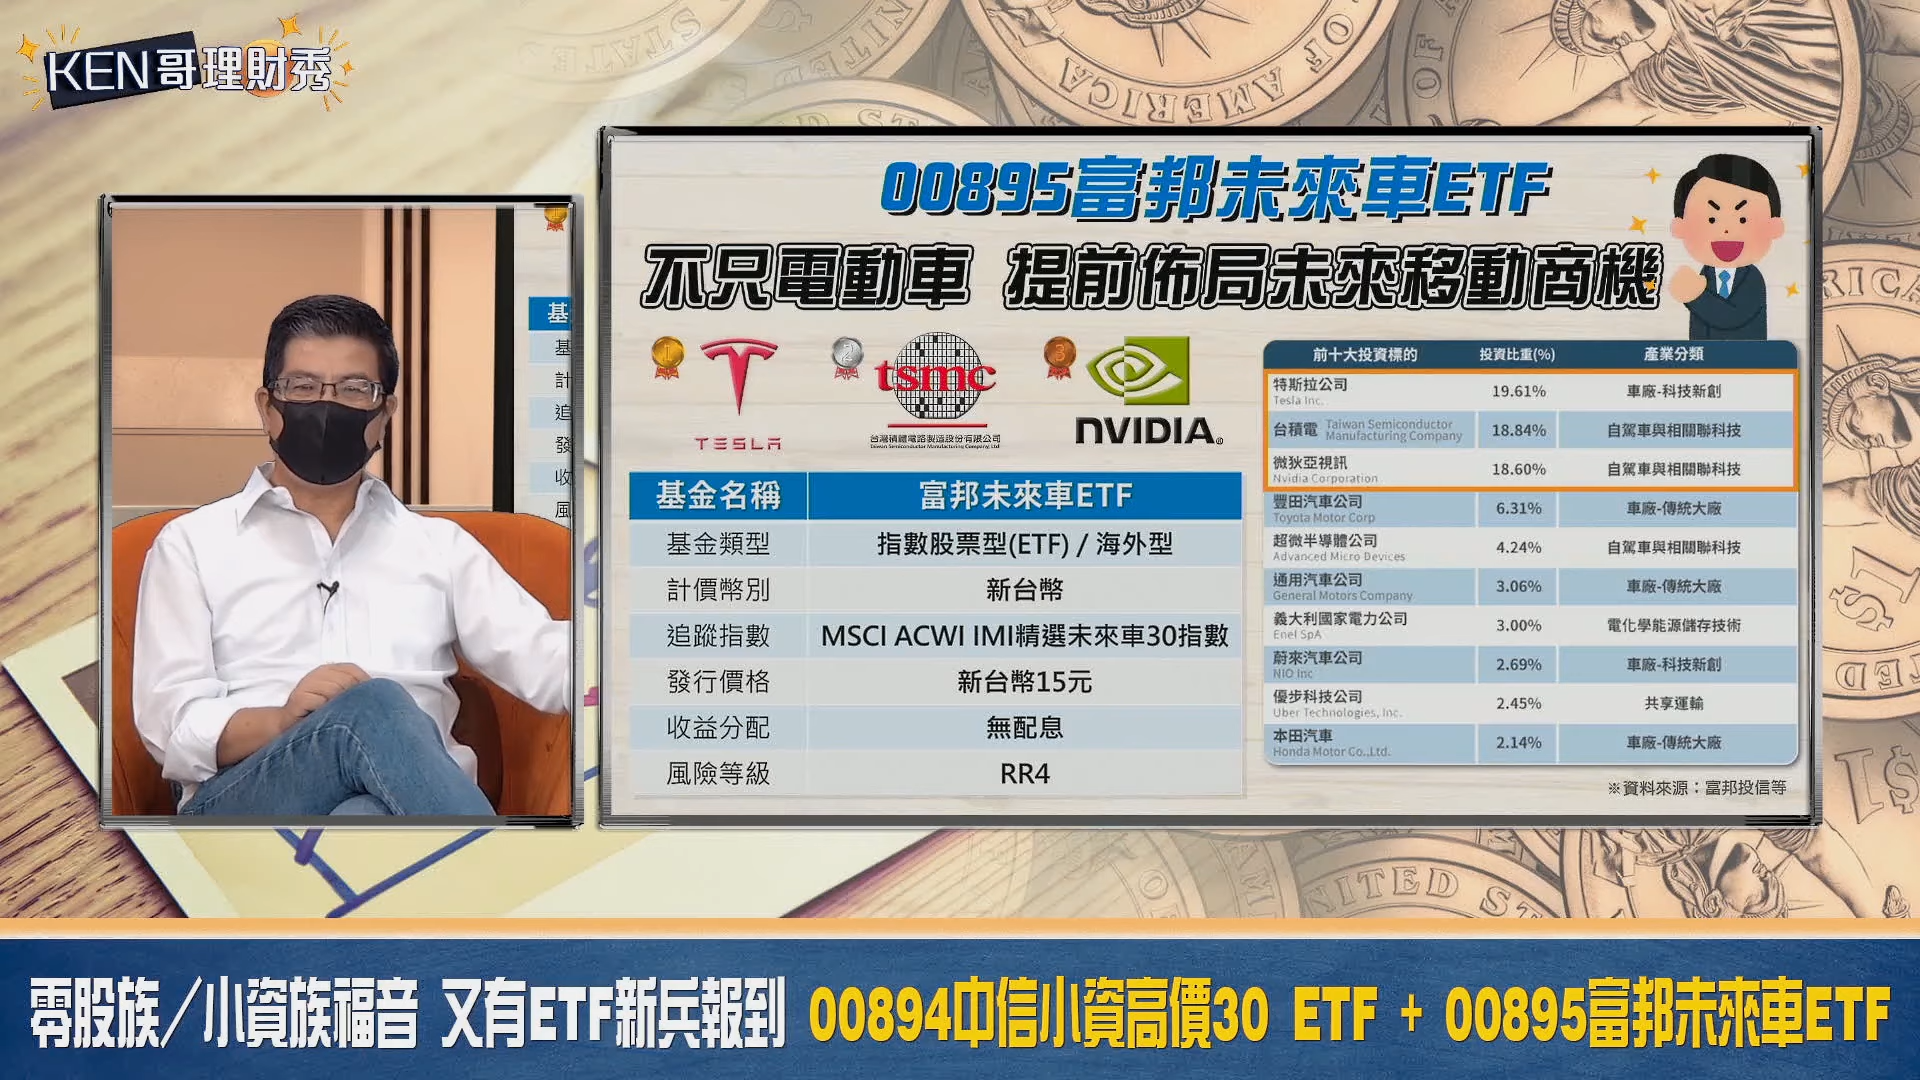 KEN哥理財秀
00895富邦未來車ETF
不只電動車 提前佈局未來移動商機
1
TESLA
2
tsmc
台灣積體電路製造股份有限公司
Taiwan Semiconductor Manufacturing Company, Ltd.
3
NVIDIA®
基金名稱 富邦未來車ETF
基金類型 指數股票型(ETF) / 海外型
計價幣別 新台幣
追蹤指數 MSCI ACWI IMI精選未來車30指數
發行價格 新台幣15元
收益分配 無配息
風險等級 RR4
前十大投資標的 投資比重(%) 產業分類
特斯拉公司 19.61% 車廠-科技新創
Tesla Inc.
台積電 Taiwan Semiconductor Manufacturing Company 18.84% 自駕車與相關聯科技
微狄亞視訊 18.60% 自駕車與相關聯科技
Nvidia Corporation
豐田汽車公司 6.31% 車廠-傳統大廠
Toyota Motor Corp
超微半導體公司 4.24% 自駕車與相關聯科技
Advanced Micro Devices
通用汽車公司 3.06% 車廠-傳統大廠
General Motors Company
義大利國家電力公司 3.00% 電化學能源儲存技術
Enel SpA
蔚來汽車公司 2.69% 車廠-科技新創
NIO Inc
優步科技公司 2.45% 共享運輸
Uber Technologies, Inc.
本田汽車 2.14% 車廠-傳統大廠
Honda Motor Co.,Ltd.
※資料來源：富邦投信等
基
基
計
追
發
收
風
OF AMERICA
UNITED ST
零股族／小資族福音 又有ETF新兵報到 00894中信小資高價30 ETF + 00895富邦未來車ETF